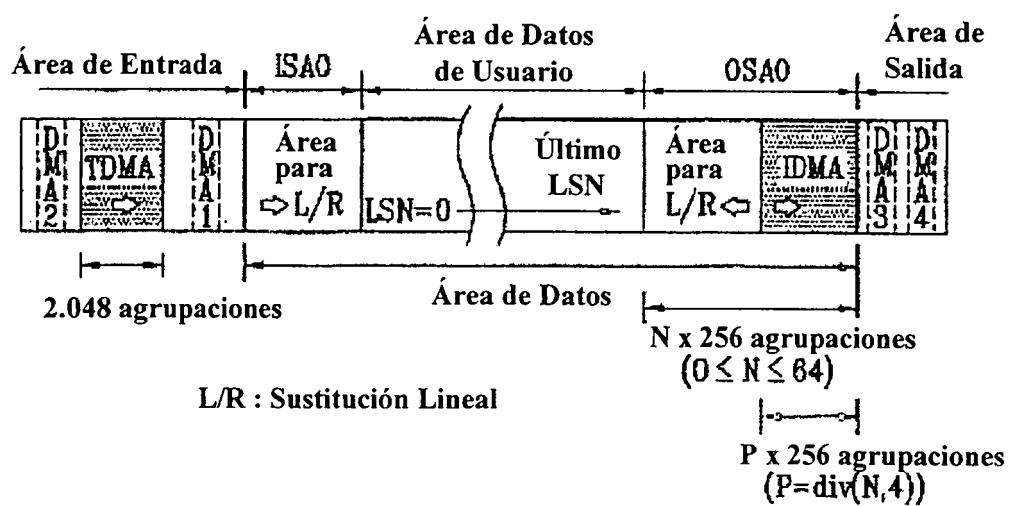 Área de Entrada
ISA0
Área de Datos
de Usuario
OSA0
Área de
Salida
DMA2
TDMA
DMA1
Área
para
L/R
LSN=0
Último
LSN
Área
para
L/R
IDMA
DMA3
DMA4
2.048 agrupaciones
Área de Datos
N x 256 agrupaciones
(0 ≤ N ≤ 64)
L/R : Sustitución Lineal
P x 256 agrupaciones
(P=div(N,4))